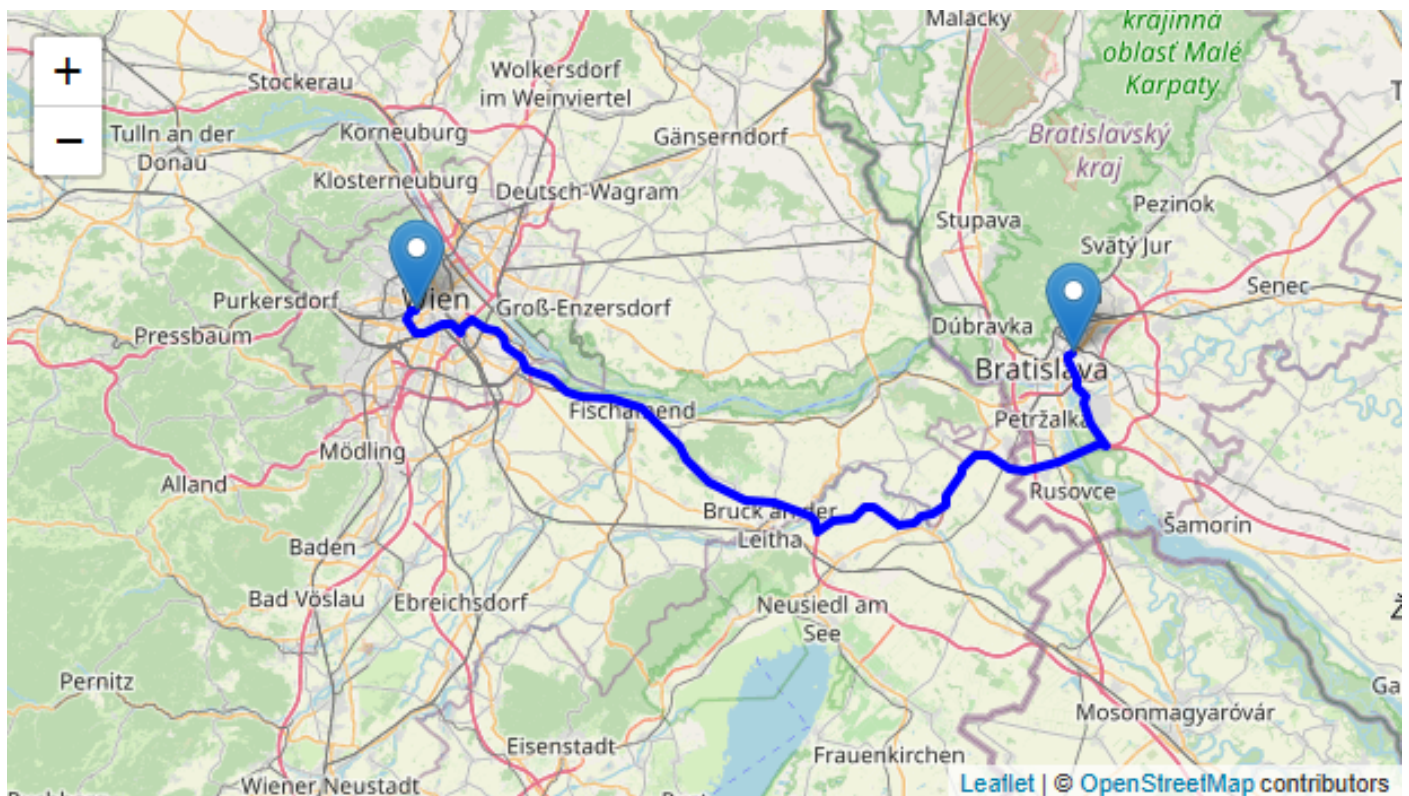 +
−
Malacky
krajinná
oblasť Malé
Karpaty
Stockerau
Wolkersdorf
im Weinviertel
Tulln an der
Donau
Korneuburg
Gänserndorf
Bratislavský
kraj
Klosterneuburg
Deutsch-Wagram
Pezinok
Stupava
Svätý Jur
Purkersdorf
Wien
Groß-Enzersdorf
Senec
Pressbaum
Dúbravka
Bratislava
Fischamend
Petržalka
Mödling
Alland
Rusovce
Bruck an der
Leitha
Šamorín
Baden
Bad Vöslau
Ebreichsdorf
Neusiedl am
See
Pernitz
Ga
Mosonmagyaróvár
Eisenstadt
Frauenkirchen
Wiener Neustadt
Leaflet | © OpenStreetMap contributors